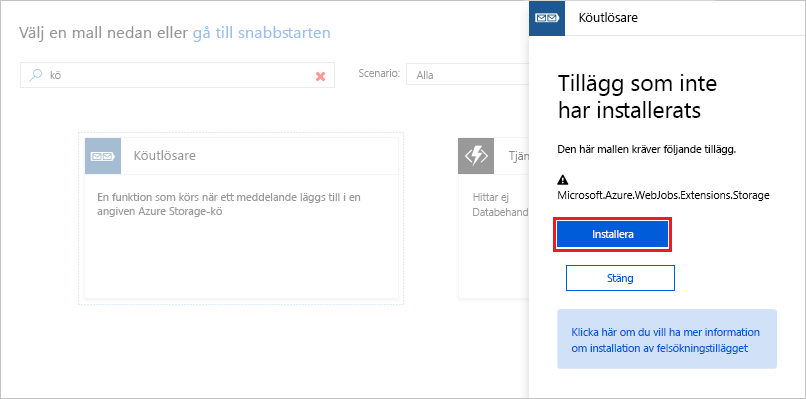 Välj en mall nedan eller gå till snabbstarten
kö
Scenario:
Alla
Köutlösare
En funktion som körs när ett meddelande läggs till i en
angiven Azure Storage-kö
Tjän
Hittar ej
Databehand
Köutlösare
Tillägg som inte
har installerats
Den här mallen kräver följande tillägg.
Microsoft.Azure.WebJobs.Extensions.Storage
Installera
Stäng
Klicka här om du vill ha mer information
om installation av felsökningstillägget